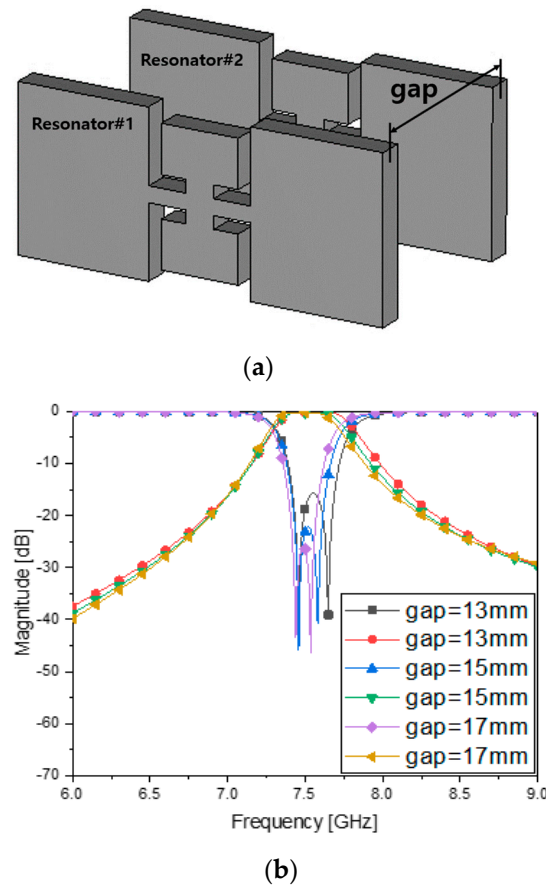 Resonator#2
Resonator#1
gap
(a)
0
-10
-20
-30
-40
-50
-60
-70
Magnitude [dB]
gap=13mm
gap=13mm
gap=15mm
gap=15mm
gap=17mm
gap=17mm
6.0 6.5 7.0 7.5 8.0 8.5 9.0
Frequency [GHz]
(b)